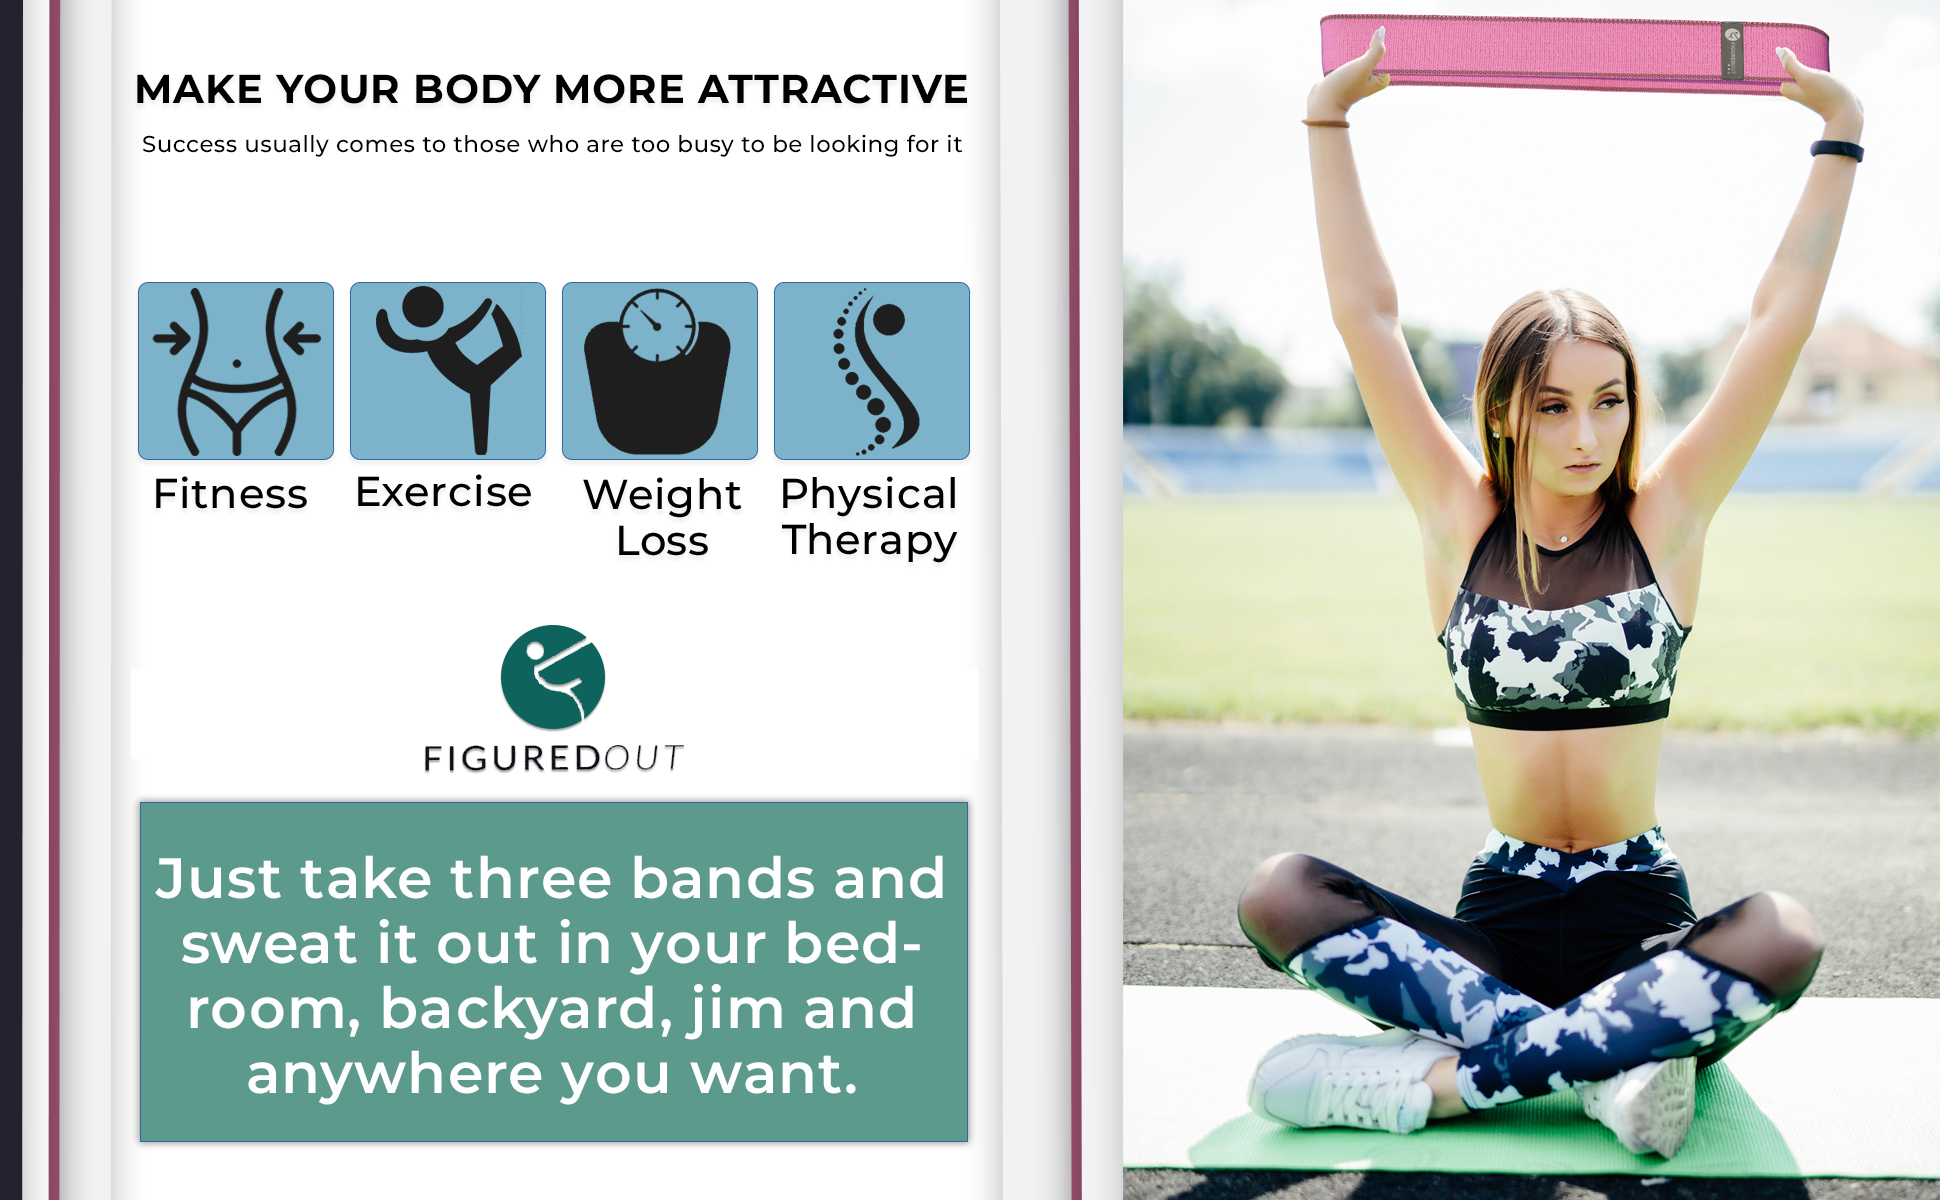 MAKE YOUR BODY MORE ATTRACTIVE
Success usually comes to those who are too busy to be looking for it
Fitness
Exercise
Weight
Loss
Physical
Therapy
FIGUREDOUT
Just take three bands and
sweat it out in your bed-
room, backyard, jim and
anywhere you want.
FIGUREDOUT